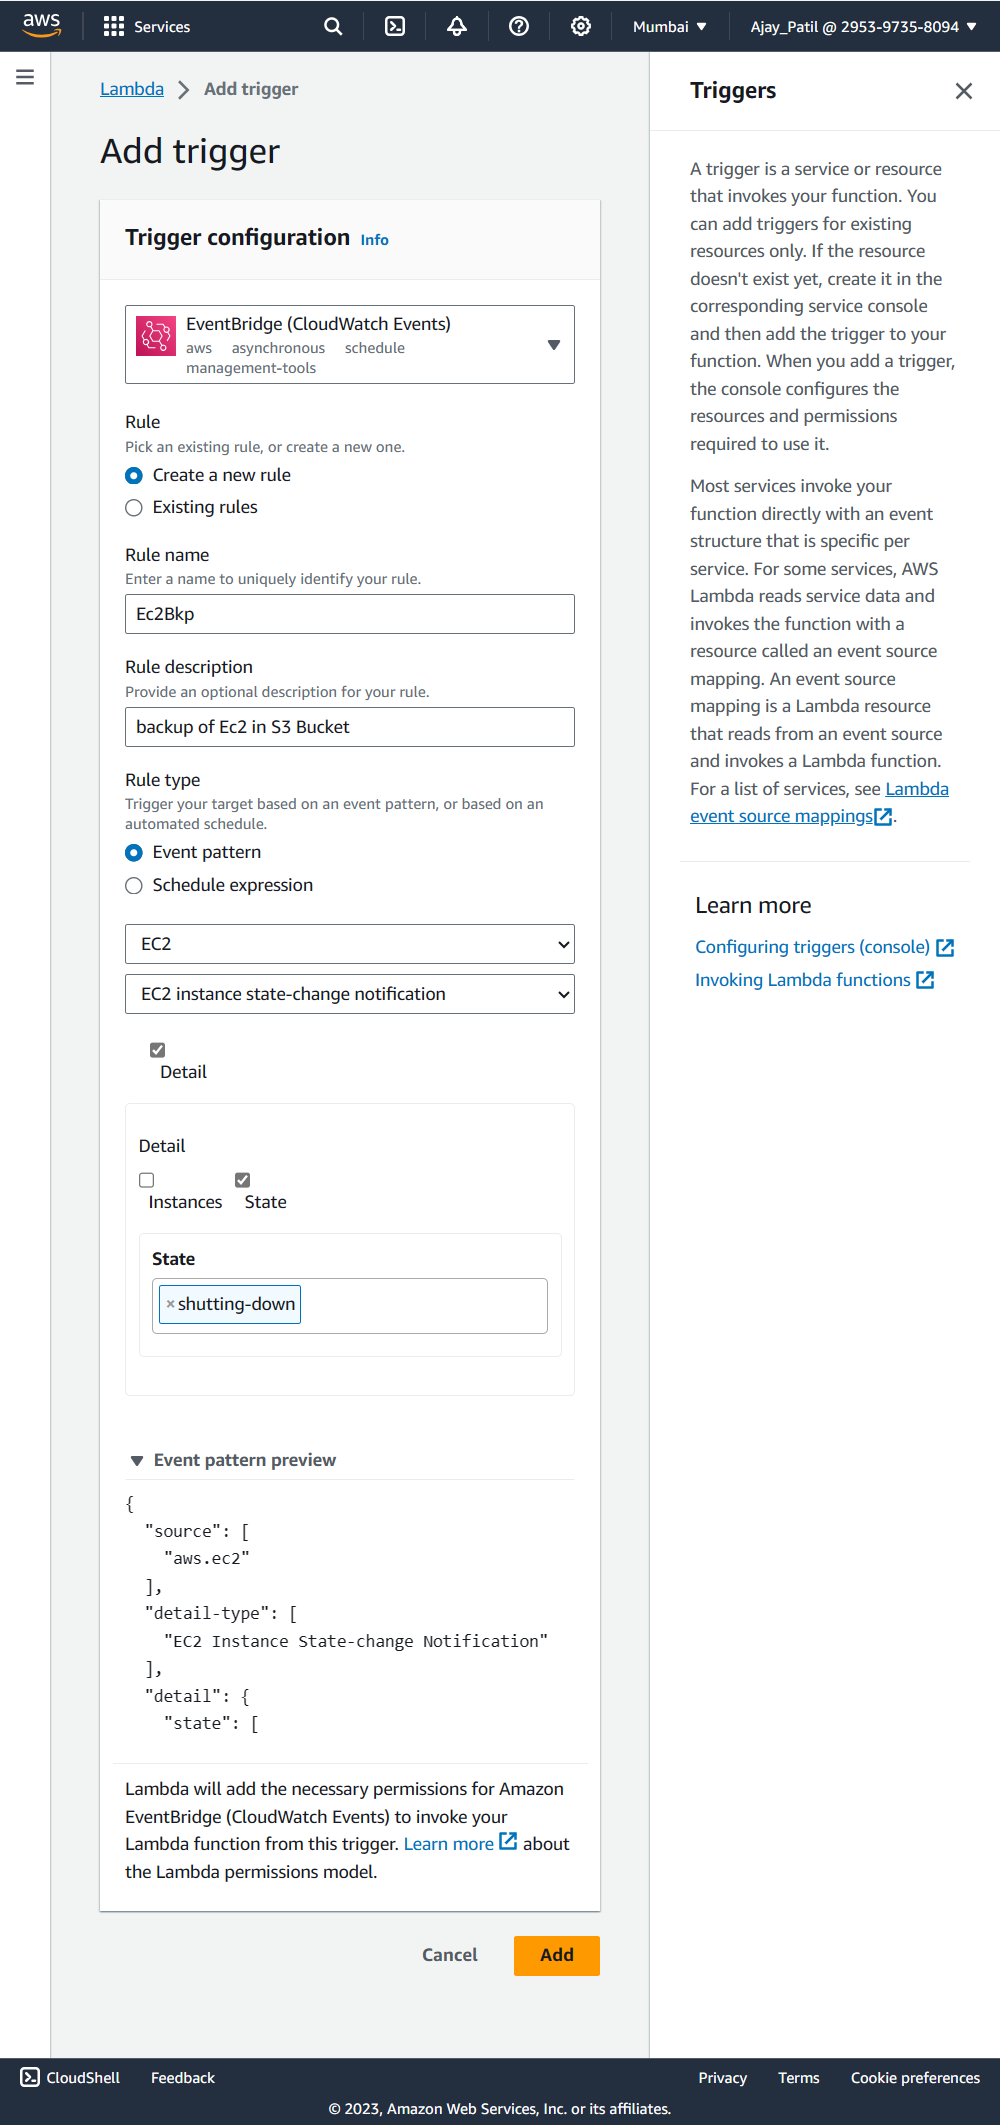 aws Services Mumbai Ajay_Patil @ 2953-9735-8094
Lambda Add trigger
Add trigger
Trigger configuration Info
EventBridge (CloudWatch Events)
aws asynchronous schedule
management-tools
Rule
Pick an existing rule, or create a new one.
Create a new rule
Existing rules
Rule name
Enter a name to uniquely identify your rule.
Ec2Bkp
Rule description
Provide an optional description for your rule.
backup of Ec2 in S3 Bucket
Rule type
Trigger your target based on an event pattern, or based on an
automated schedule.
Event pattern
Schedule expression
EC2
EC2 instance state-change notification
Detail
Detail
Instances State
State
×shutting-down
Event pattern preview
{
"source": [
"aws.ec2"
],
"detail-type": [
"EC2 Instance State-change Notification"
],
"detail": {
"state": [
Lambda will add the necessary permissions for Amazon
EventBridge (CloudWatch Events) to invoke your
Lambda function from this trigger. Learn more about
the Lambda permissions model.
Cancel Add
Triggers
A trigger is a service or resource
that invokes your function. You
can add triggers for existing
resources only. If the resource
doesn't exist yet, create it in the
corresponding service console
and then add the trigger to your
function. When you add a trigger,
the console configures the
resources and permissions
required to use it.
Most services invoke your
function directly with an event
structure that is specific per
service. For some services, AWS
Lambda reads service data and
invokes the function with a
resource called an event source
mapping. An event source
mapping is a Lambda resource
that reads from an event source
and invokes a Lambda function.
For a list of services, see Lambda
event source mappings.
Learn more
Configuring triggers (console)
Invoking Lambda functions
CloudShell Feedback Privacy Terms Cookie preferences
© 2023, Amazon Web Services, Inc. or its affiliates.